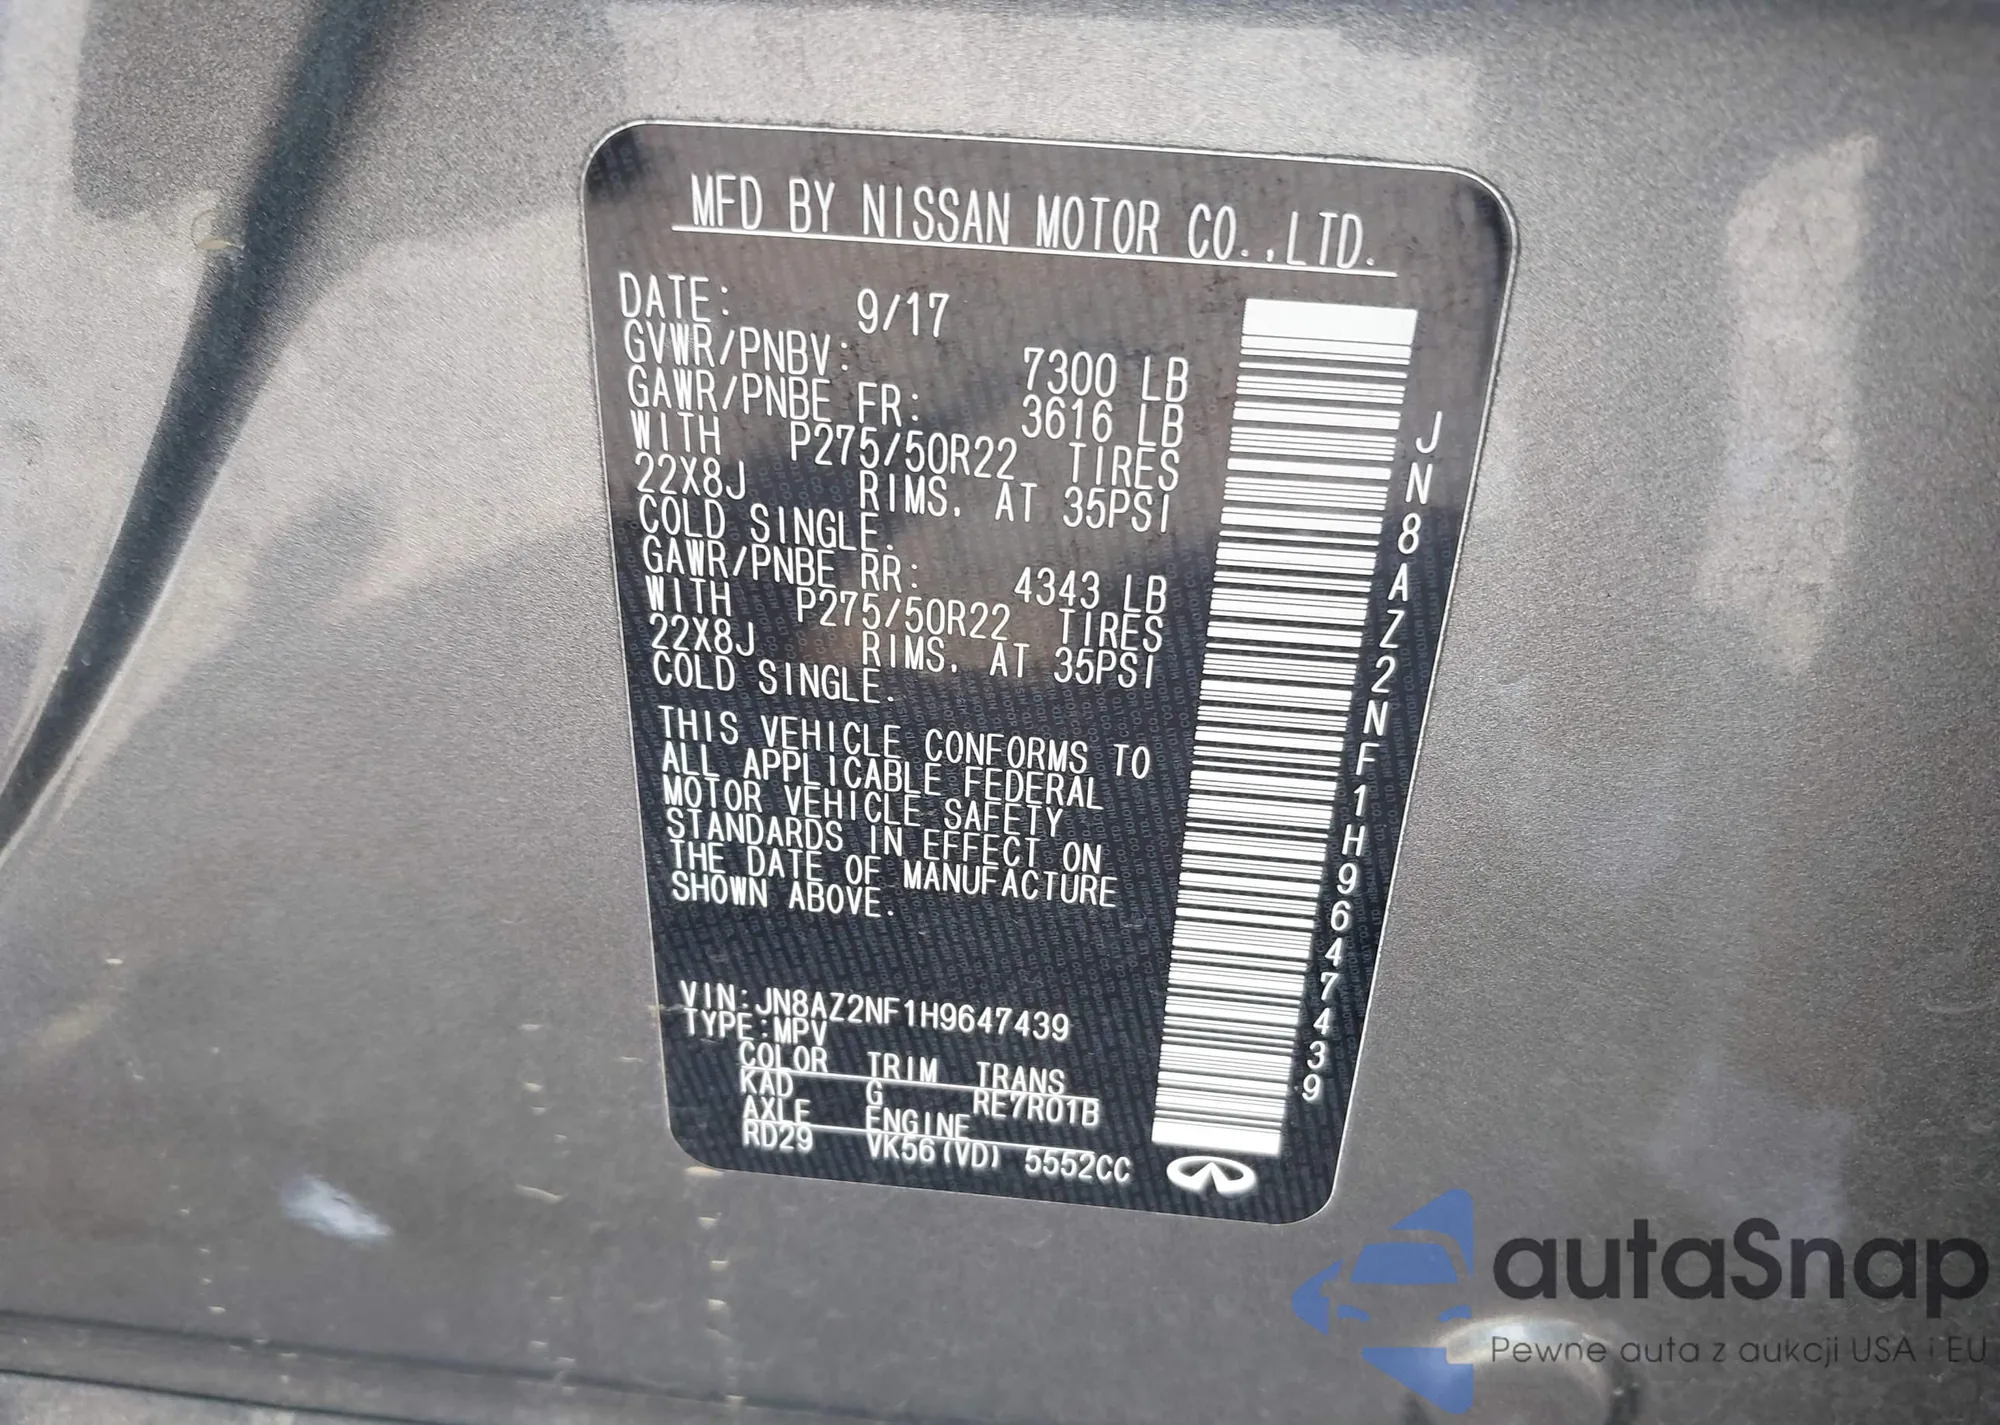 MFD BY NISSAN MOTOR CO.,LTD.
DATE: 9/17
GVWR/PNBV: 7300 LB
GAWR/PNBE FR: 3616 LB
WITH P275/50R22 TIRES
22X8J RIMS. AT 35PSI
COLD SINGLE.
GAWR/PNBE RR: 4343 LB
WITH P275/50R22 TIRES
22X8J RIMS. AT 35PSI
COLD SINGLE.
THIS VEHICLE CONFORMS TO
ALL APPLICABLE FEDERAL
MOTOR VEHICLE SAFETY
STANDARDS IN EFFECT ON
THE DATE OF MANUFACTURE
SHOWN ABOVE.
VIN:JN8AZ2NF1H9647439
TYPE:MPV
COLOR TRIM TRANS
KAD G RE7R01B
AXLE ENGINE
RD29 VK56(VD) 5552CC
JN8AZ2NF1H9647439
autaSnap
Pewne auta z aukcji USA i EU